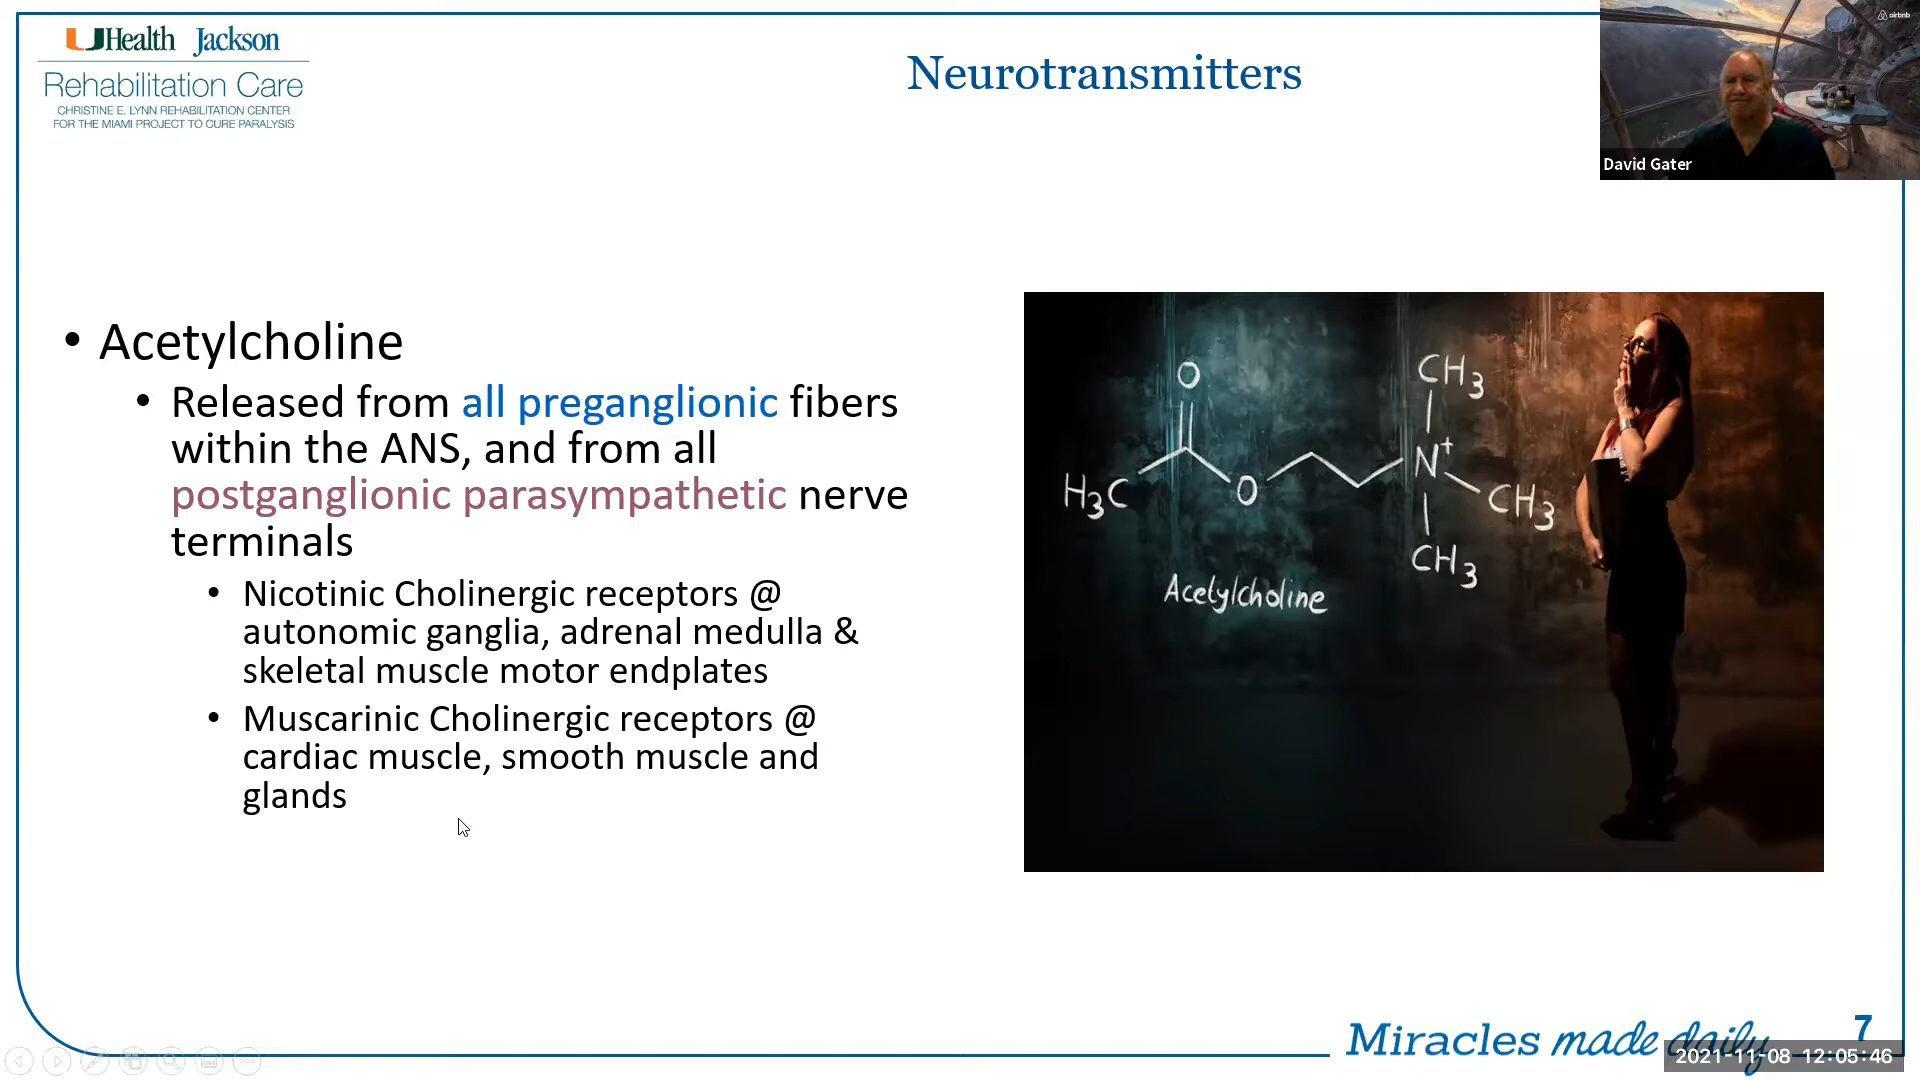 UHealth Jackson
Rehabilitation Care
CHRISTINE E. LYNN REHABILITATION CENTER
FOR THE MIAMI PROJECT TO CURE PARALYSIS
Neurotransmitters
airbnb
David Gater
• Acetylcholine
• Released from all preganglionic fibers
within the ANS, and from all
postganglionic parasympathetic nerve
terminals
• Nicotinic Cholinergic receptors @
autonomic ganglia, adrenal medulla &
skeletal muscle motor endplates
• Muscarinic Cholinergic receptors @
cardiac muscle, smooth muscle and
glands
O
CH3
N+
H3C
O
CH3
CH3
Acetylcholine
Miracles made daily
7
2021-11-08 12:05:46